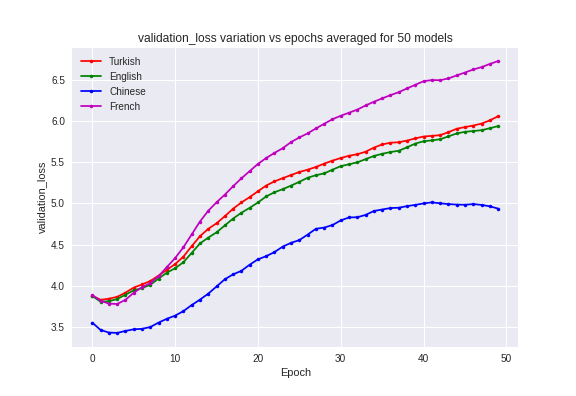 validation_loss variation vs epochs averaged for 50 models
Turkish
English
Chinese
French
validation_loss
6.5
6.0
5.5
5.0
4.5
4.0
3.5
0 10 20 30 40 50
Epoch